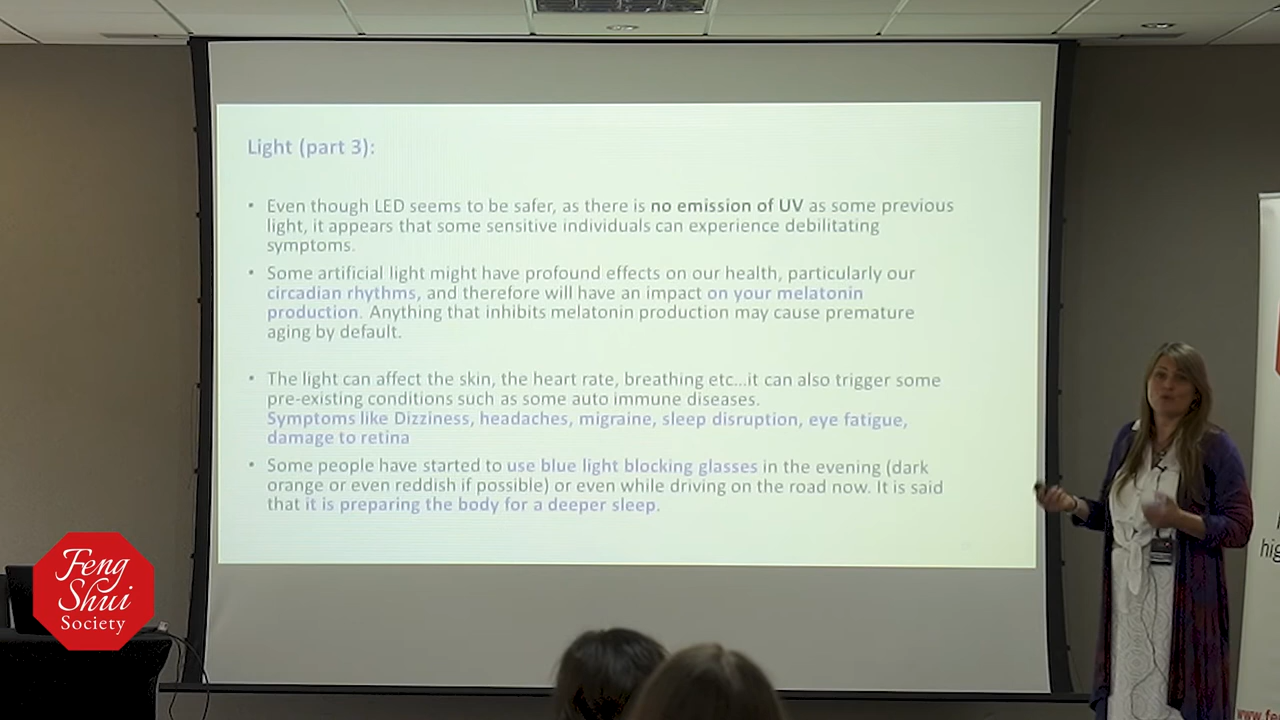 Light (part 3):
• Even though LED seems to be safer, as there is no emission of UV as some previous
light, it appears that some sensitive individuals can experience debilitating
symptoms.
• Some artificial light might have profound effects on our health, particularly our
circadian rhythms, and therefore will have an impact on your melatonin
production. Anything that inhibits melatonin production may cause premature
aging by default.
• The light can affect the skin, the heart rate, breathing etc...it can also trigger some
pre-existing conditions such as some auto immune diseases.
Symptoms like Dizziness, headaches, migraine, sleep disruption, eye fatigue,
damage to retina
• Some people have started to use blue light blocking glasses in the evening (dark
orange or even reddish if possible) or even while driving on the road now. It is said
that it is preparing the body for a deeper sleep.
Feng
Shui
Society